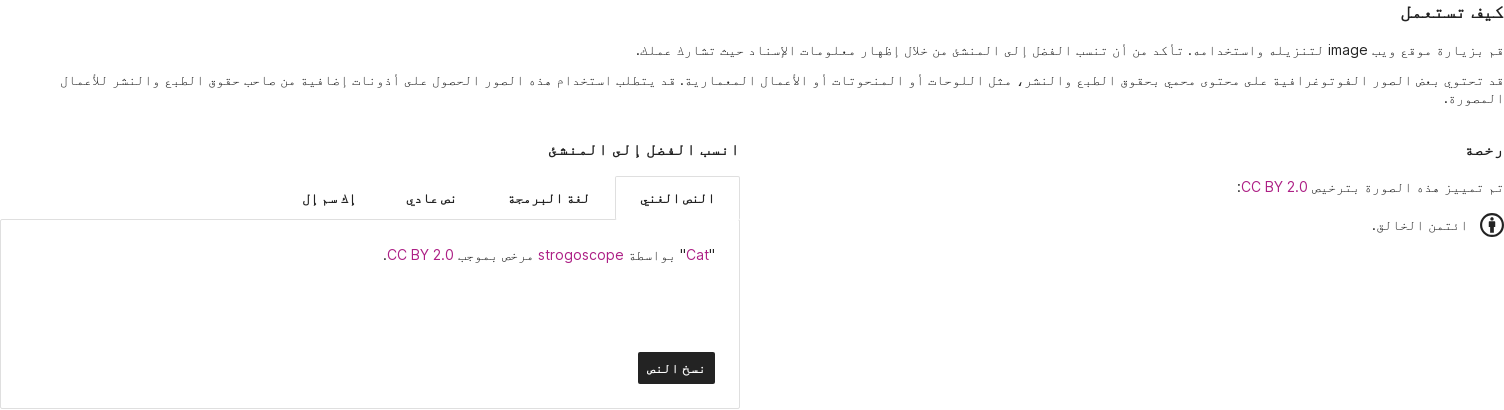 كيف تستعمل
قم بزيارة موقع ويب image لتنزيله واستخدامه. تأكد من أن تنسب الفضل إلى المنشئ من خلال إظهار معلومات الإسناد حيث تشارك عملك.
قد تحتوي بعض الصور الفوتوغرافية على محتوى محمي بحقوق الطبع والنشر، مثل اللوحات أو المنحوتات أو الأعمال المعمارية. قد يتطلب استخدام هذه الصور الحصول على أذونات إضافية من صاحب حقوق الطبع والنشر للأعمال
المصورة.
رخصة
تم تمييز هذه الصورة بترخيص CC BY 2.0:
ائتمن الخالق.
انسب الفضل إلى المنشئ
النص الغني لغة البرمجة نص عادي إك سم إل
"Cat" بواسطة strogoscope مرخص بموجب CC BY 2.0.
نسخ النص